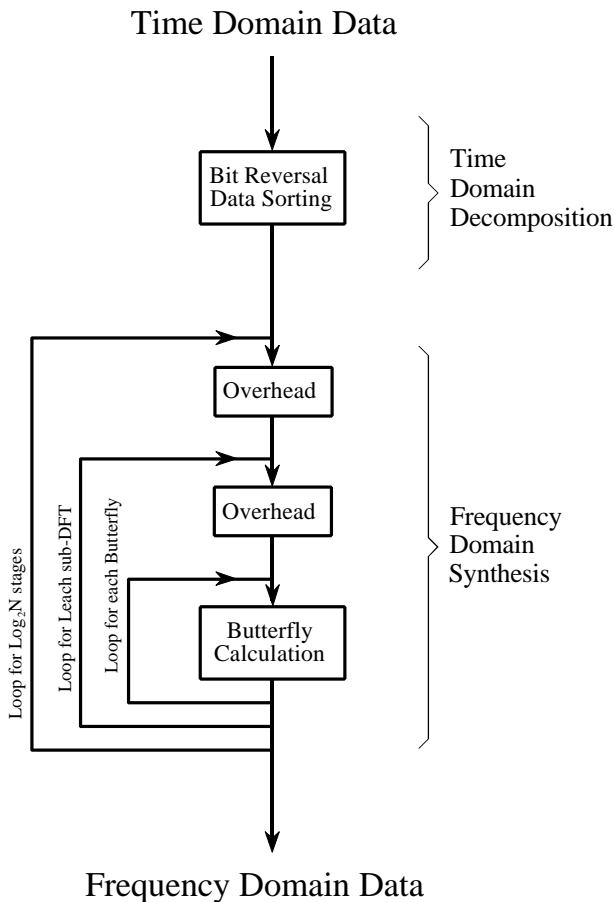 Time Domain Data
Bit Reversal
Data Sorting
Time
Domain
Decomposition
Overhead
Overhead
Butterfly
Calculation
Loop for Log₂N stages
Loop for Leach sub-DFT
Loop for each Butterfly
Frequency
Domain
Synthesis
Frequency Domain Data